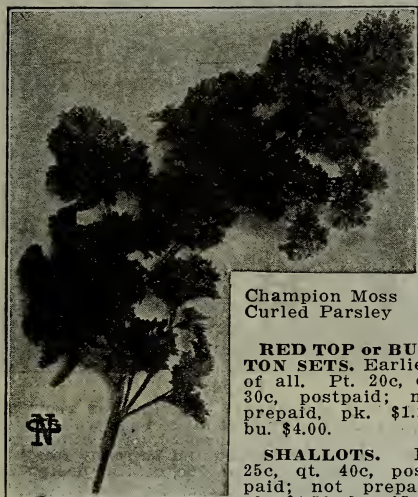 Champion Moss
Curled Parsley
RED TOP or BU
TON SETS. Earlie
of all. Pt. 20c,
30c, postpaid; n
prepaid, pk. $1.
bu. $4.00.
SHALLOTS.
25c, qt. 40c, pos
paid; not prepa